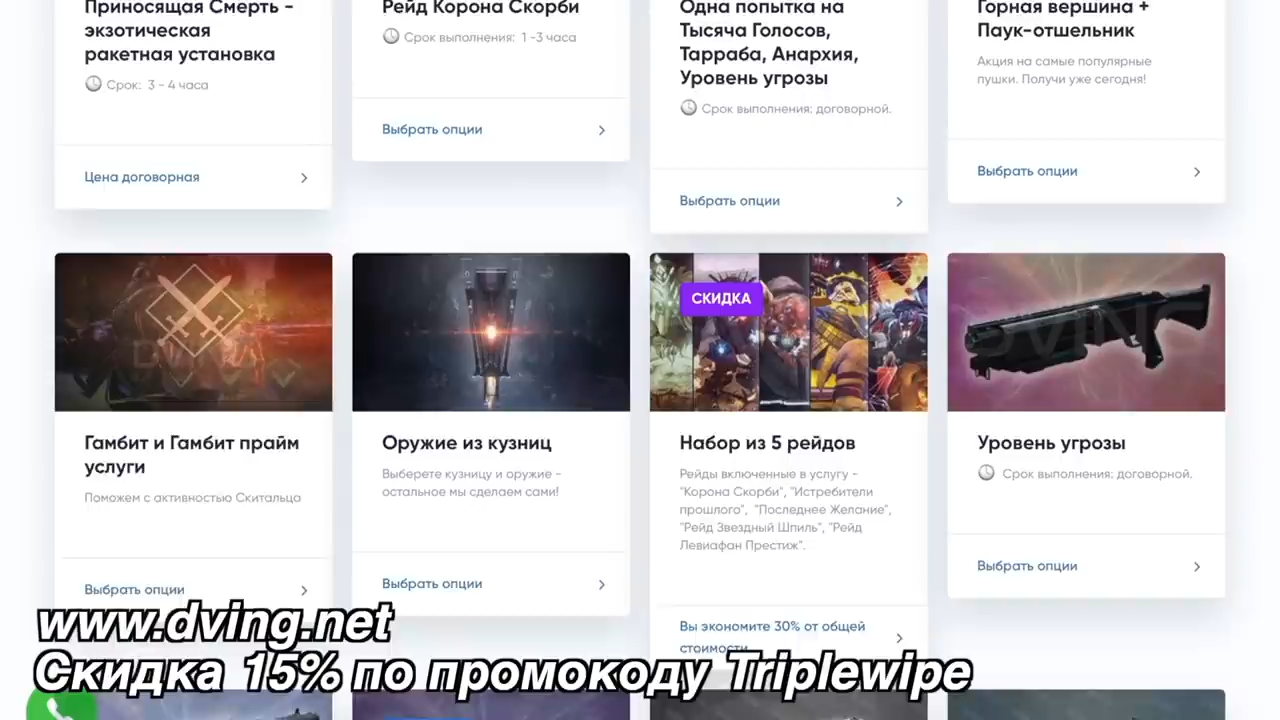 Приносящая Смерть -
экзотическая
ракетная установка
Срок: 3 - 4 часа
Цена договорная
Рейд Корона Скорби
Срок выполнения: 1 -3 часа
Выбрать опции
Одна попытка на
Тысяча Голосов,
Тарраба, Анархия,
Уровень угрозы
Срок выполнения: договорной.
Выбрать опции
Горная вершина +
Паук-отшельник
Акция на самые популярные
пушки. Получи уже сегодня!
Выбрать опции
Гамбит и Гамбит прайм
услуги
Поможем с активностью Скитальца
Выбрать опции
Оружие из кузниц
Выберете кузницу и оружие -
остальное мы сделаем сами!
Выбрать опции
СКИДКА
Набор из 5 рейдов
Рейды включенные в услугу -
"Корона Скорби", "Истребители
прошлого", "Последнее Желание",
"Рейд Звездный Шпиль", "Рейд
Левиафан Престиж".
Вы экономите 30% от общей
стоимости
DVING
Уровень угрозы
Срок выполнения: договорной.
Выбрать опции
www.dving.net
Скидка 15% по промокоду Triplewipe